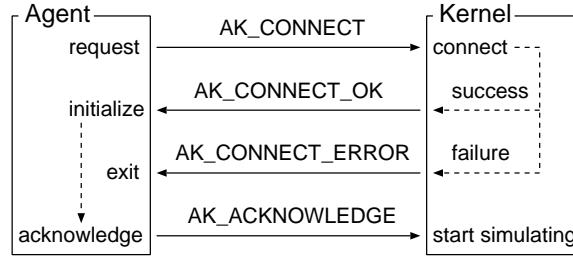 Agent
Kernel
request
AK_CONNECT
connect
initialize
AK_CONNECT_OK
success
exit
AK_CONNECT_ERROR
failure
acknowledge
AK_ACKNOWLEDGE
start simulating